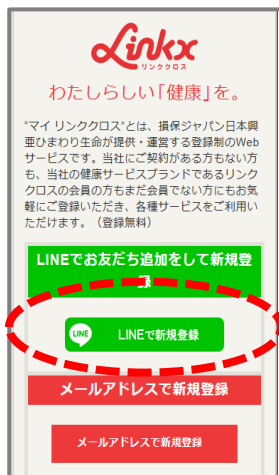 Linkx
リンククロス
わたしらしい「健康」を。
“マイ リンククロス”とは、損保ジャパン日本興
亜ひまわり生命が提供・運営する登録制のWeb
サービスです。当社にご契約がある方もない方
も、当社の健康サービスブランドであるリンク
クロスの会員の方もまだ会員でない方にもお気
軽にご登録いただき、各種サービスをご利用い
ただけます。（登録無料）
LINEでお友だち追加をして新規登
録
LINE LINEで新規登録
メールアドレスで新規登録
メールアドレスで新規登録